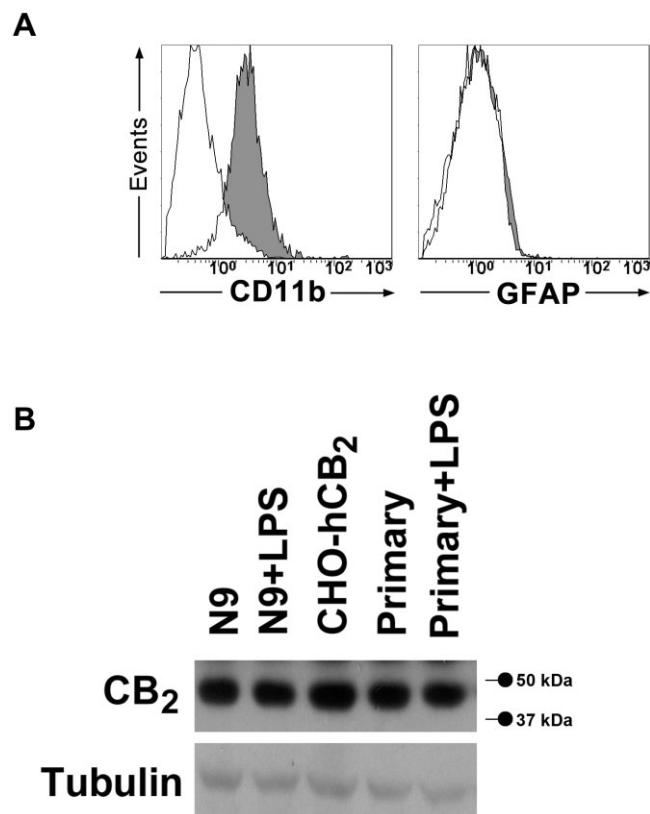 A
Events
10⁰ 10¹ 10² 10³
CD11b
10⁰ 10¹ 10² 10³
GFAP
B
N9
N9+LPS
CHO-hCB₂
Primary
Primary+LPS
CB₂
50 kDa
37 kDa
Tubulin